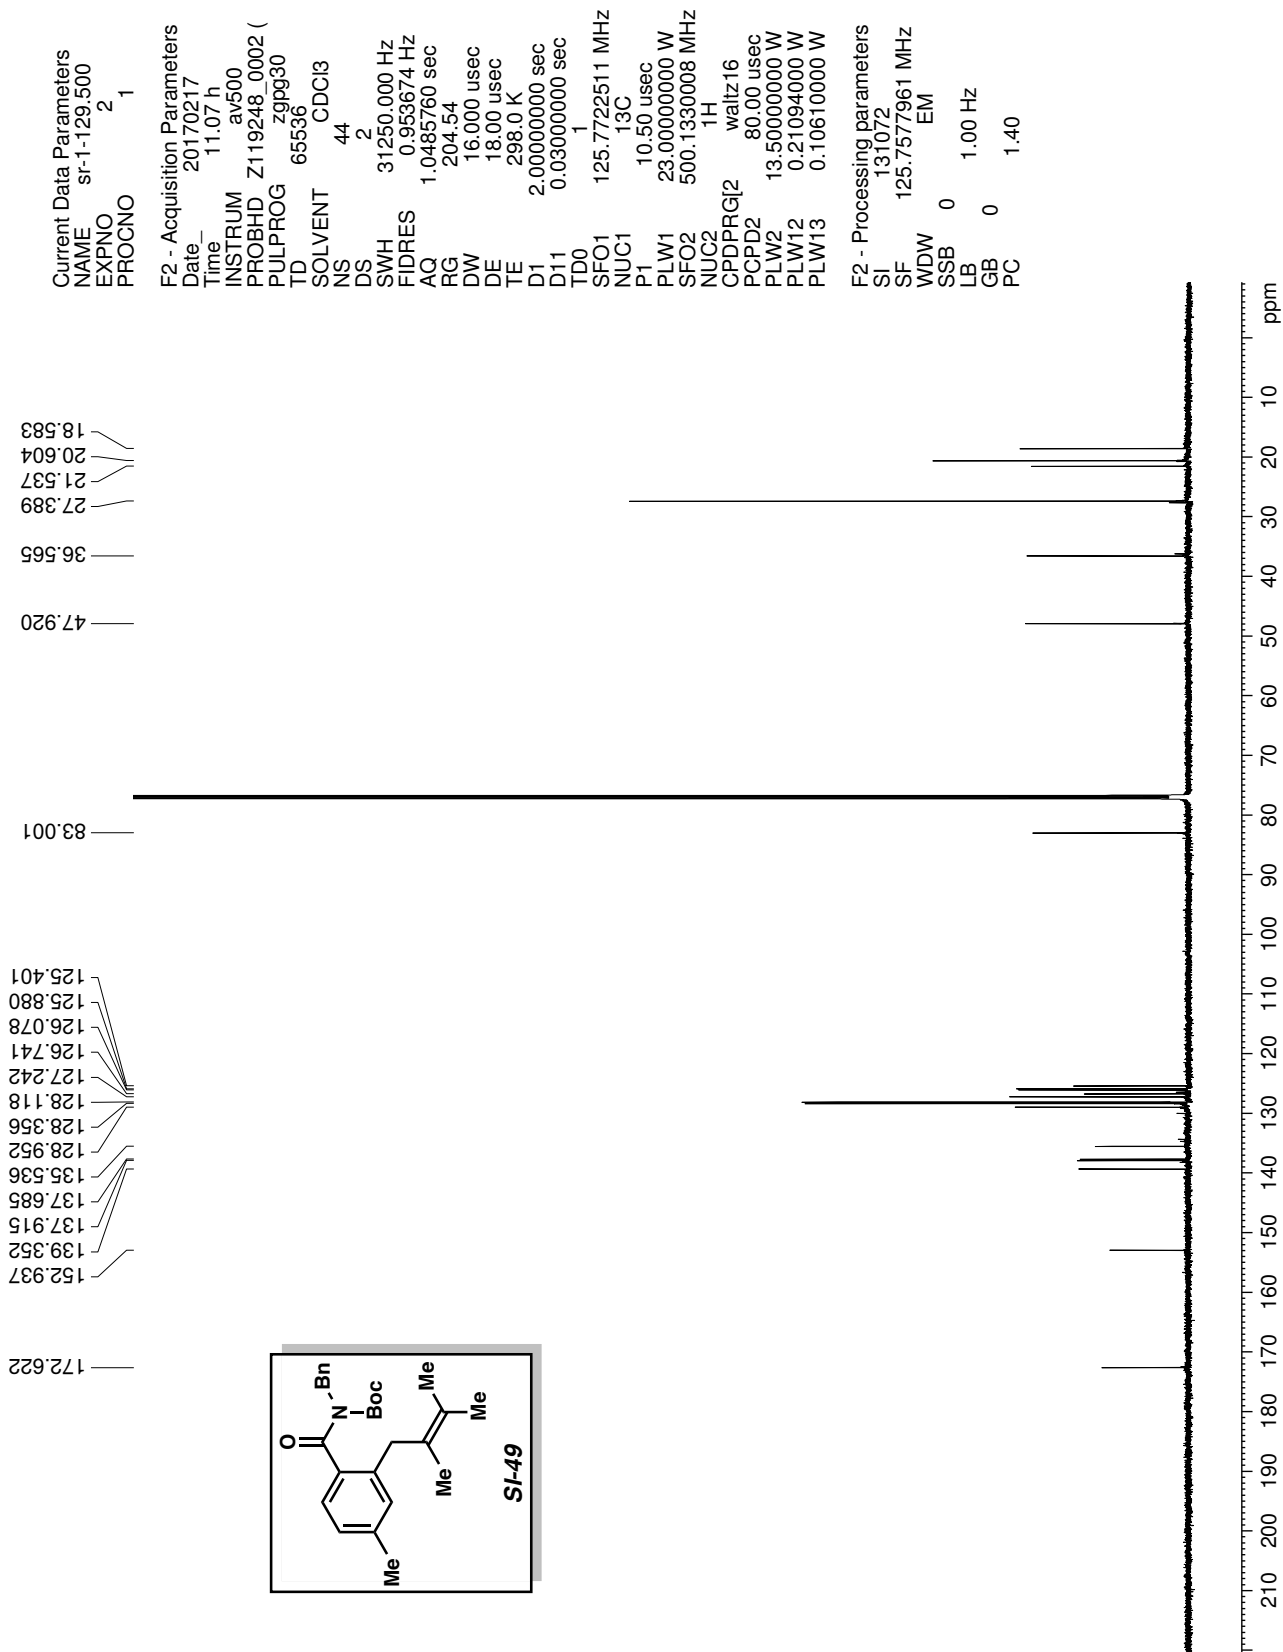 Current Data Parameters
NAME sr-1-129.500
EXPNO 2
PROCNO 1
F2 - Acquisition Parameters
Date_ 20170217
Time 11.07 h
INSTRUM av500
PROBHD Z119248_0002 (
PULPROG zgpg30
TD 65536
SOLVENT CDCl3
NS 44
DS 2
SWH 31250.000 Hz
FIDRES 0.953674 Hz
AQ 1.0485760 sec
RG 204.54
DW 16.000 usec
DE 18.00 usec
TE 298.0 K
D1 2.00000000 sec
D11 0.03000000 sec
TD0 1
SFO1 125.7722511 MHz
NUC1 13C
P1 10.50 usec
PLW1 23.00000000 W
SFO2 500.1330008 MHz
NUC2 1H
CPDPRG[2 waltz16
PCPD2 80.00 usec
PLW2 13.50000000 W
PLW12 0.21094000 W
PLW13 0.10610000 W
F2 - Processing parameters
SI 131072
SF 125.7577961 MHz
WDW EM
SSB 0
LB 1.00 Hz
GB 0
PC 1.40
172.622
152.937
139.352
137.915
137.685
135.536
128.952
128.356
128.118
127.242
126.741
126.078
125.880
125.401
83.001
47.920
36.565
27.389
21.537
20.604
18.583
O
N
Bn
Boc
Me
Me
Me
Me
SI-49
210 200 190 180 170 160 150 140 130 120 110 100 90 80 70 60 50 40 30 20 10 ppm